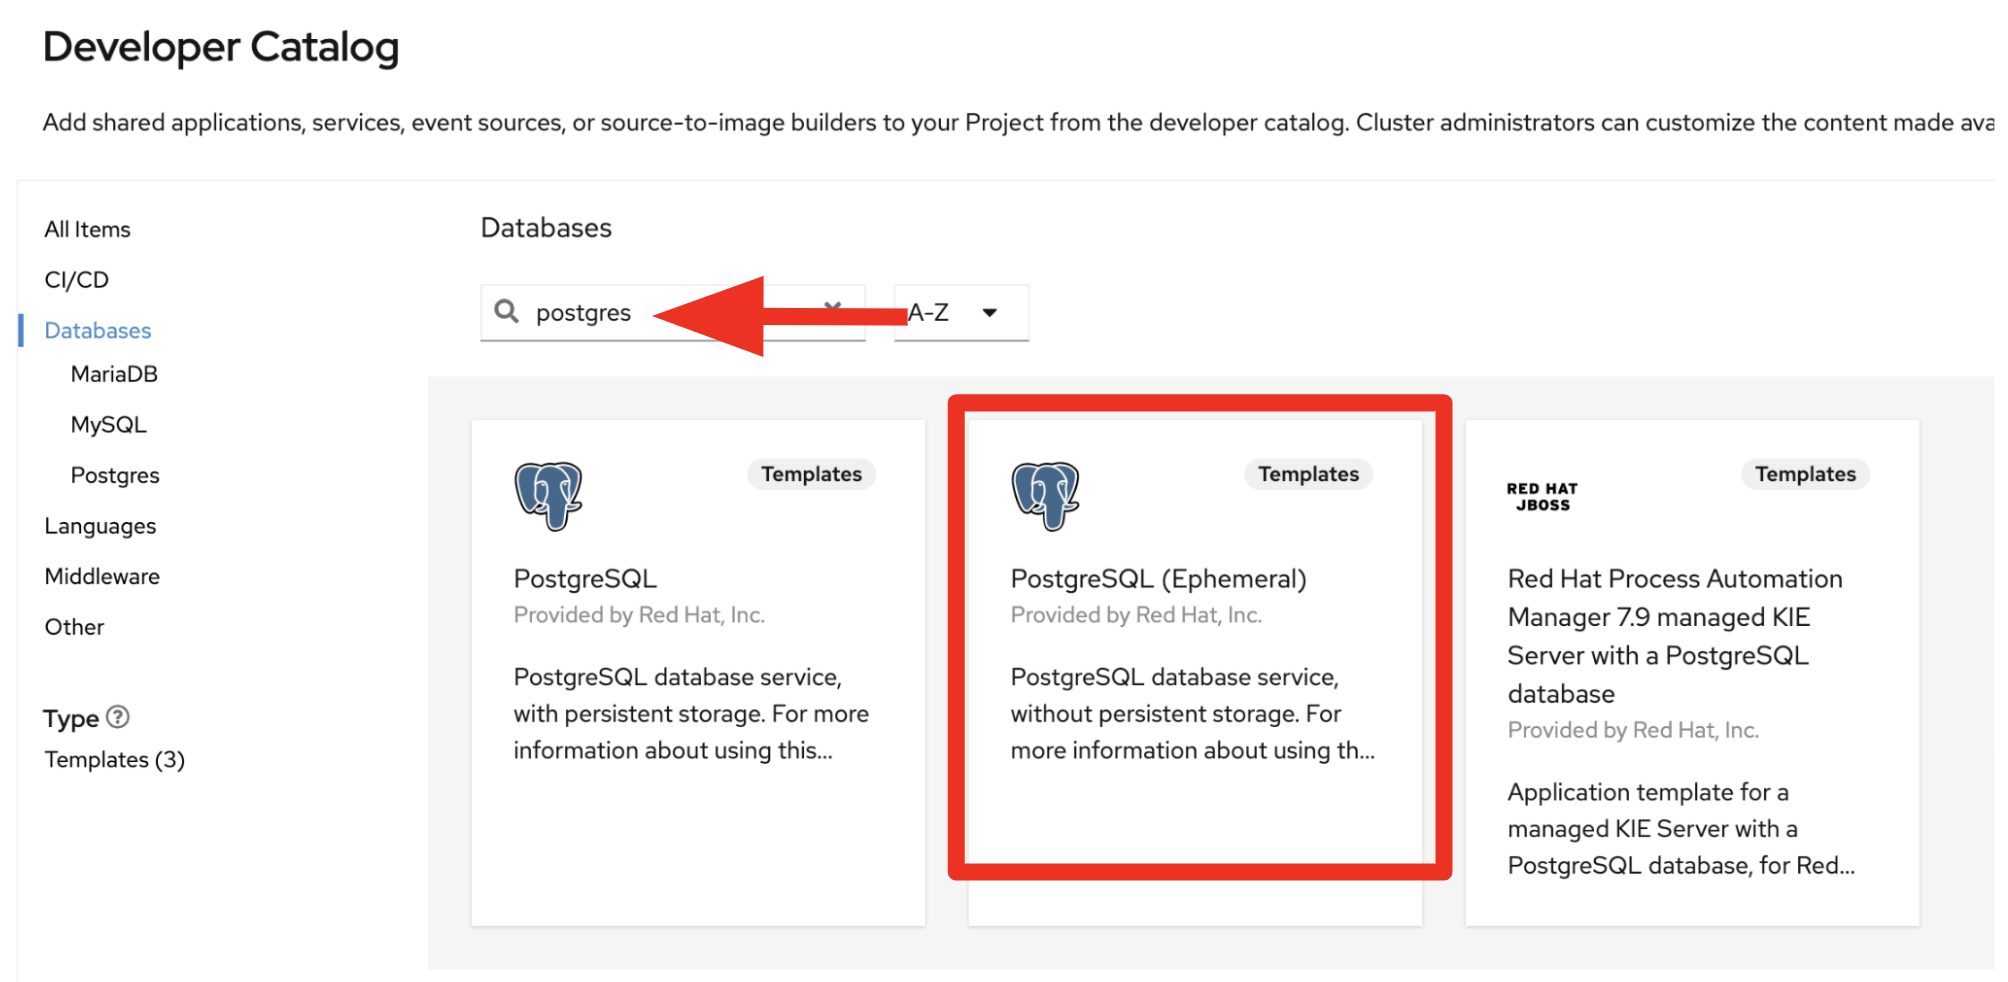 Developer Catalog
Add shared applications, services, event sources, or source-to-image builders to your Project from the developer catalog. Cluster administrators can customize the content made ava
All Items
CI/CD
Databases
MariaDB
MySQL
Postgres
Languages
Middleware
Other
Type
Templates (3)
Databases
postgres
A-Z
Templates
PostgreSQL
Provided by Red Hat, Inc.
PostgreSQL database service,
with persistent storage. For more
information about using this...
Templates
PostgreSQL (Ephemeral)
Provided by Red Hat, Inc.
PostgreSQL database service,
without persistent storage. For
more information about using th...
RED HAT
JBOSS
Templates
Red Hat Process Automation
Manager 7.9 managed KIE
Server with a PostgreSQL
database
Provided by Red Hat, Inc.
Application template for a
managed KIE Server with a
PostgreSQL database, for Red...